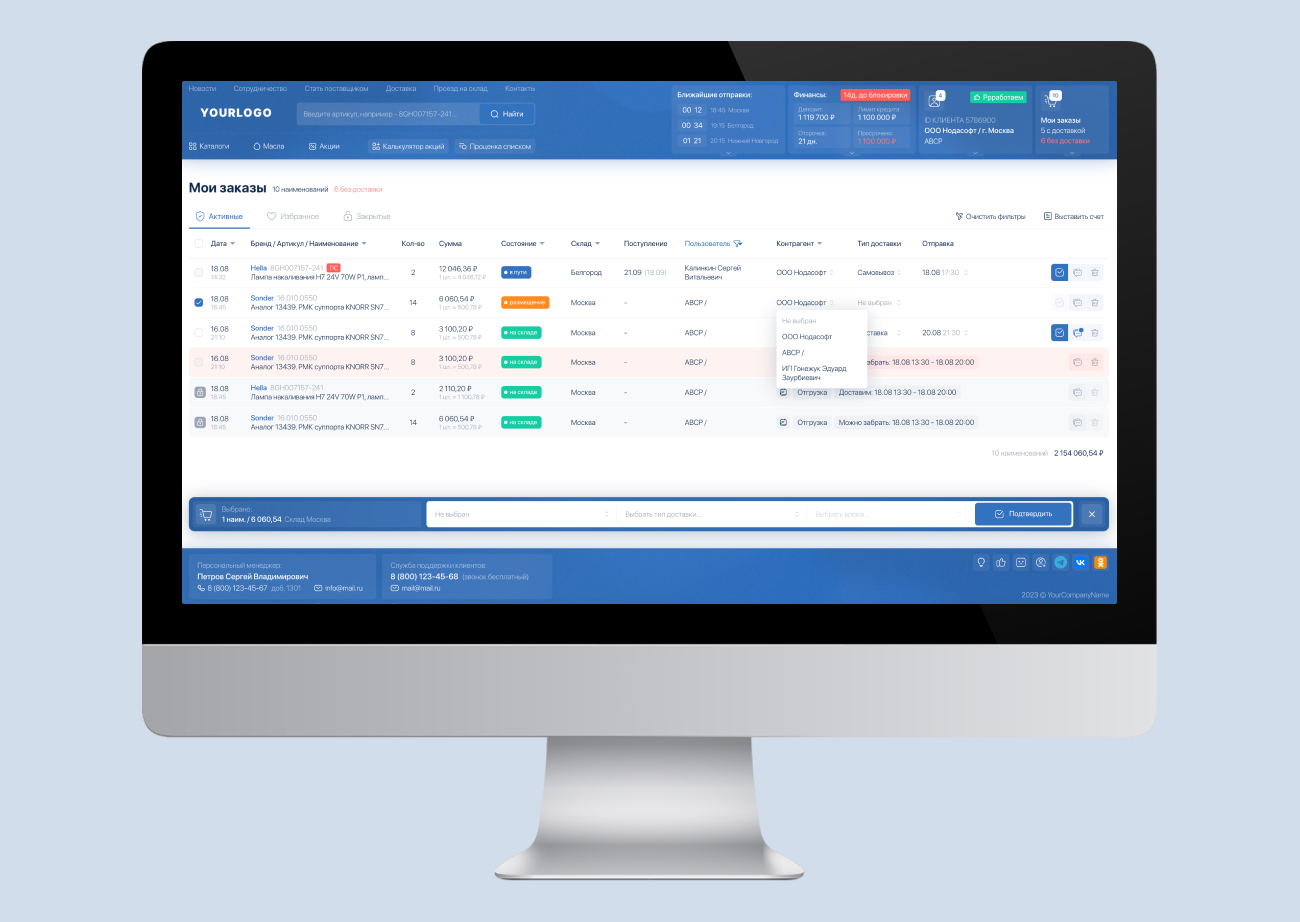 Новости Сотрудничество Стать поставщиком Доставка Проезд на склад Контакты
YOURLOGO
Введите артикул, например - 8GH007157-241...
Найти
Каталоги Масла Акции Калькулятор акций Проценка списком
Ближайшие отправки:
00 12 18:45 Москва
00 34 19:15 Белгород
01 21 20:15 Нижний Новгород
Финансы: 14д. до блокировки
Депозит: Лимит кредита:
1 119 700 ₽ 1 100 000 ₽
Отсрочка: Просрочено:
21 дн. 1 100 000 ₽
4
Прработаем
ID КЛИЕНТА 5786900
ООО Нодасофт / г. Москва
ABCP
10
Мои заказы
5 с доставкой
6 без доставки
Мои заказы 10 наименований 6 без доставки
Активные Избранное Закрытые
Очистить фильтры Выставить счет
Дата Бренд / Артикул / Наименование Кол-во Сумма Состояние Склад Поступление Пользователь Контрагент Тип доставки Отправка
18.08 Hella 8GH007157-241 ПС 2 12 046,36 ₽ в пути Белгород 21.09 (18.09) Калинкин Сергей Витальевич ООО Нодасофт Самовывоз 18.08 17:30
14:32 Лампа накаливания H7 24V 70W P1, ламп... 1 шт. = 4 046,12 ₽
18.08 Sonder 16.010.0550 14 6 060,54 ₽ размещение Москва - ABCP / ООО Нодасофт Не выбран
18:45 Аналог 13439. РМК суппорта KNORR SN7... 1 шт. = 500,78 ₽
16.08 Sonder 16.010.0550 8 3 100,20 ₽ на складе Москва - ABCP / ставка 20.08 21:30
21:10 Аналог 13439. РМК суппорта KNORR SN7... 1 шт. = 500,78 ₽
16.08 Sonder 16.010.0550 8 3 100,20 ₽ на складе Москва - ABCP / забрать: 18.08 13:30 - 18.08 20:00
21:10 Аналог 13439. РМК суппорта KNORR SN7... 1 шт. = 500,78 ₽
Не выбран
ООО Нодасофт
ABCP /
ИП Гонежук Эдуард
Заурбиевич
18.08 Hella 8GH007157-241 2 2 110,20 ₽ на складе Москва - ABCP / Отгрузка Доставим: 18.08 13:30 - 18.08 20:00
18:45 Лампа накаливания H7 24V 70W P1, ламп... 1 шт. = 1 100,78 ₽
18.08 Sonder 16.010.0550 14 6 060,54 ₽ на складе Москва - ABCP / Отгрузка Можно забрать: 18.08 13:30 - 18.08 20:00
18:45 Аналог 13439. РМК суппорта KNORR SN7... 1 шт. = 500,78 ₽
10 наименований 2 154 060,54 ₽
Выбрано:
1 наим. / 6 060,54 Склад Москва
Не выбран Выбрать тип доставки... Выбрать время... Подтвердить
Персональный менеджер:
Петров Сергей Владимирович
8 (800) 123-45-67 доб. 1301 info@mail.ru
Служба поддержки клиентов:
8 (800) 123-45-68 (звонок бесплатный)
mail@mail.ru
2023 © YourCompanyName